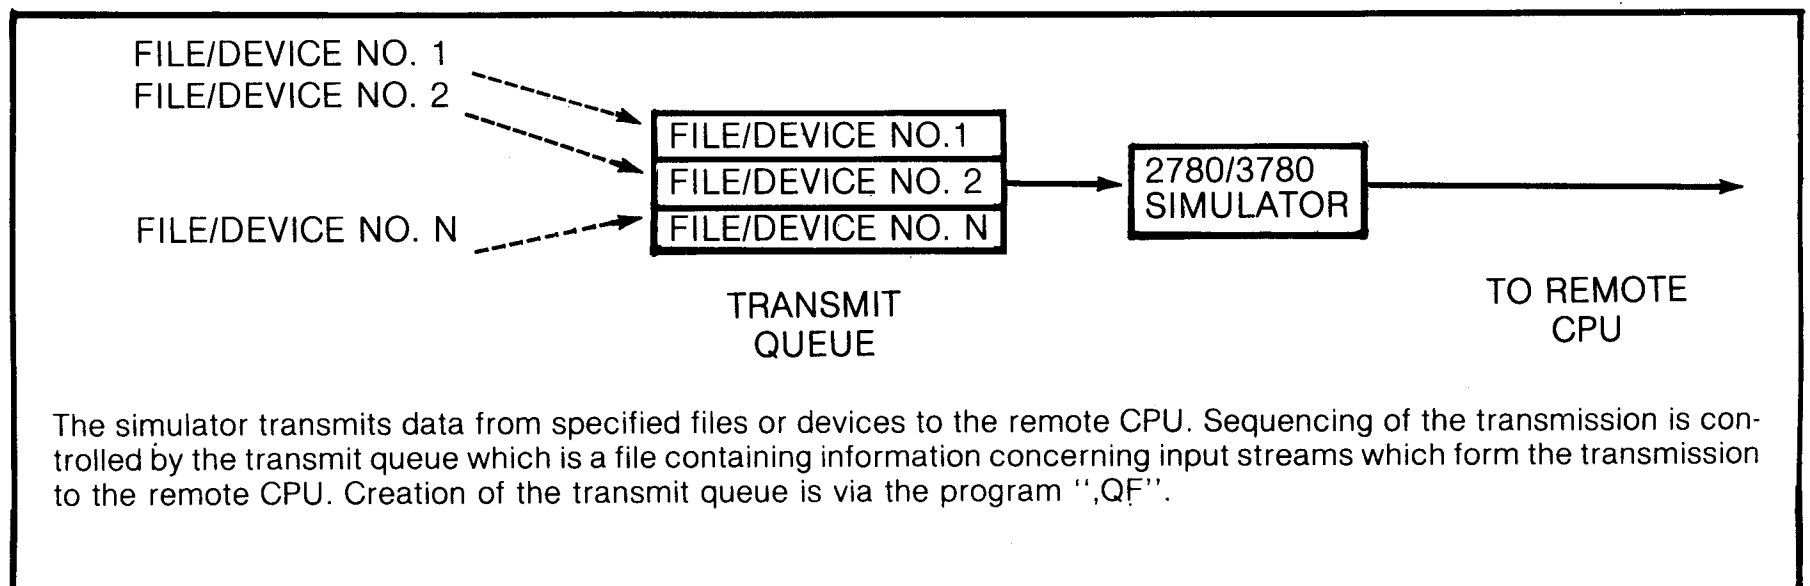 FILE/DEVICE NO. 1
FILE/DEVICE NO. 2
FILE/DEVICE NO. N
FILE/DEVICE NO.1
FILE/DEVICE NO. 2
FILE/DEVICE NO. N
TRANSMIT
QUEUE
2780/3780
SIMULATOR
TO REMOTE
CPU
The simulator transmits data from specified files or devices to the remote CPU. Sequencing of the transmission is con-
trolled by the transmit queue which is a file containing information concerning input streams which form the transmission
to the remote CPU. Creation of the transmit queue is via the program ",QF".